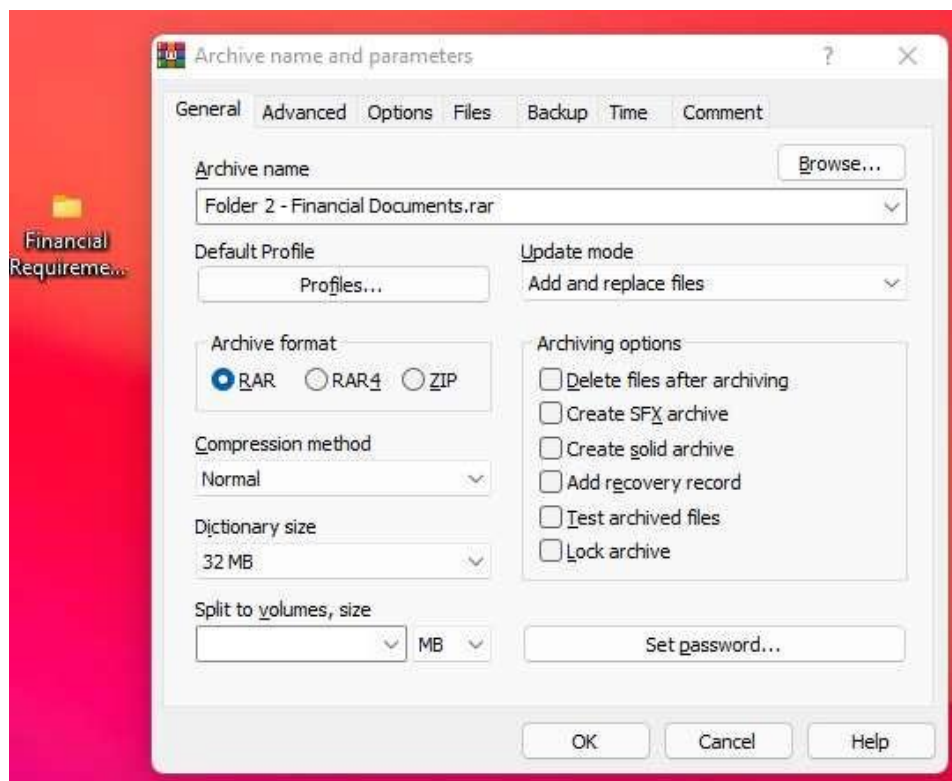 Archive name and parameters
General Advanced Options Files Backup Time Comment
Archive name
Browse...
Folder 2 - Financial Documents.rar
Financial
Requireme...
Default Profile
Profiles...
Update mode
Add and replace files
Archive format
RAR RAR4 ZIP
Compression method
Normal
Dictionary size
32 MB
Split to volumes, size
MB
Archiving options
Delete files after archiving
Create SFX archive
Create solid archive
Add recovery record
Test archived files
Lock archive
Set password...
OK Cancel Help